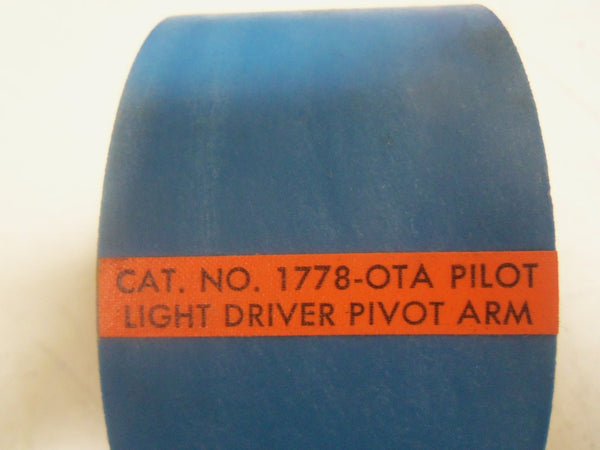 CAT. NO. 1778-OTA PILOT
LIGHT DRIVER PIVOT ARM